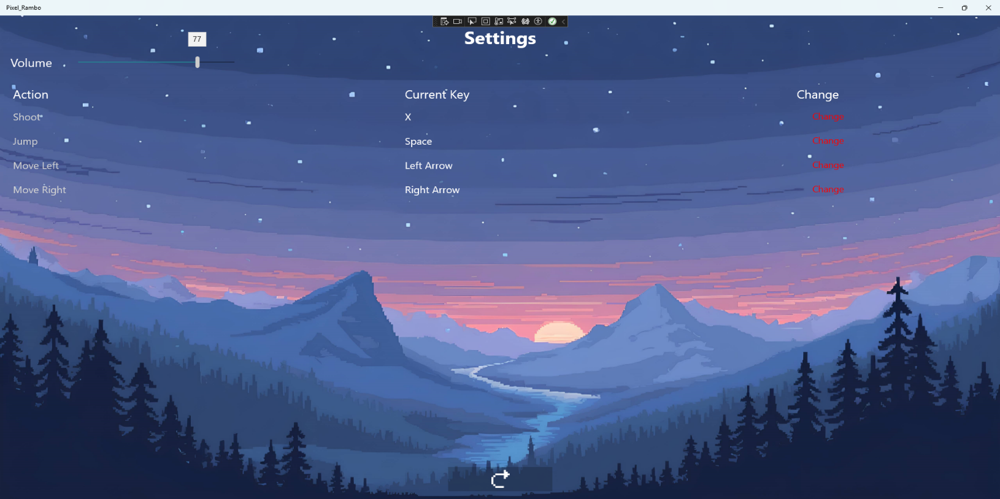 Pixel_Rambo
Settings
77
Volume
Action Current Key Change
Shoot X Change
Jump Space Change
Move Left Left Arrow Change
Move Right Right Arrow Change